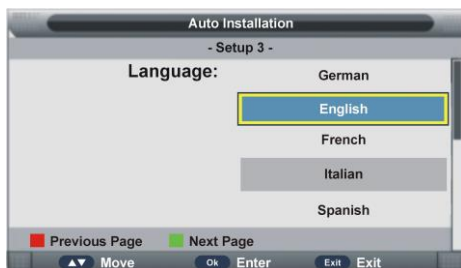 Auto Installation
- Setup 3 -
Language:
German
English
French
Italian
Spanish
Previous Page Next Page
▲▼ Move Ok Enter Exit Exit